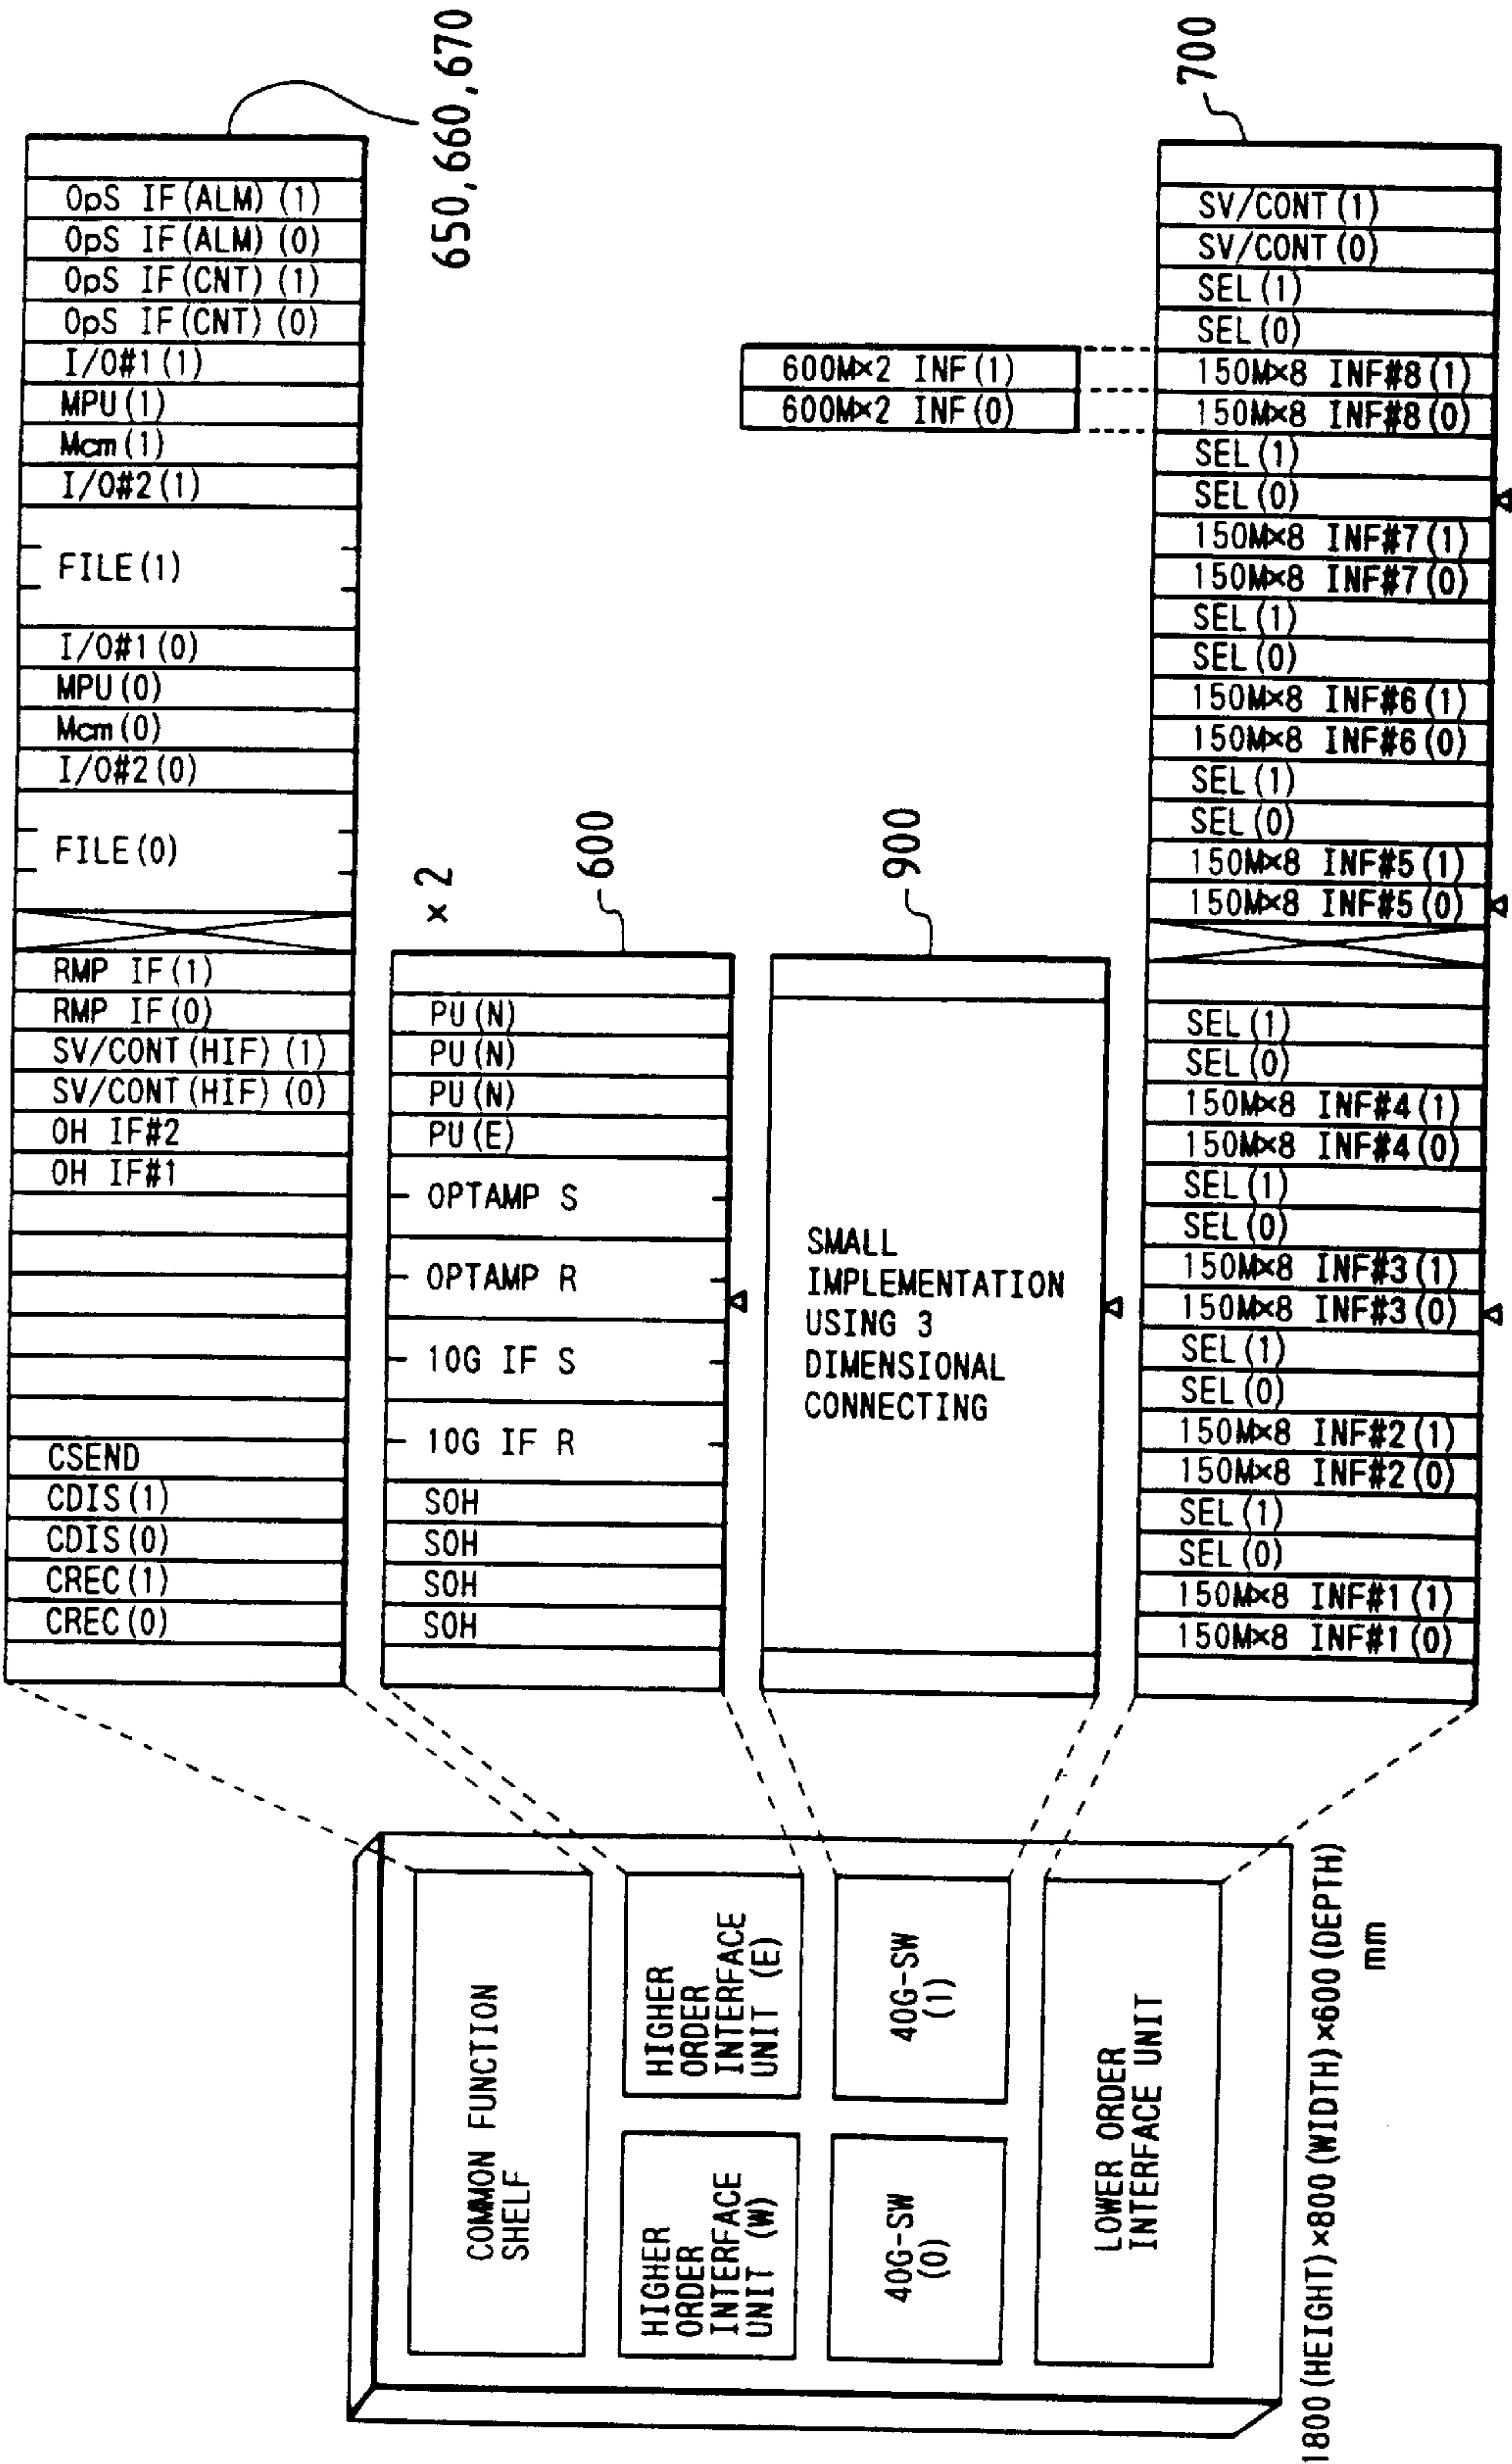 650,660,670
OpS IF(ALM)(1)
OpS IF(ALM)(0)
OpS IF(CNT)(1)
OpS IF(CNT)(0)
I/O#1(1)
MPU(1)
Mcm(1)
I/O#2(1)
FILE(1)
I/O#1(0)
MPU(0)
Mcm(0)
I/O#2(0)
FILE(0)
RMP IF(1)
RMP IF(0)
SV/CONT(HIF)(1)
SV/CONT(HIF)(0)
OH IF#2
OH IF#1
CSEND
CDIS(1)
CDIS(0)
CREC(1)
CREC(0)
×2
600
PU(N)
PU(N)
PU(N)
PU(E)
OPTAMP S
OPTAMP R
10G IF S
10G IF R
SOH
SOH
SOH
SOH
900
SMALL
IMPLEMENTATION
USING 3
DIMENSIONAL
CONNECTING
600M×2 INF(1)
600M×2 INF(0)
700
SV/CONT(1)
SV/CONT(0)
SEL(1)
SEL(0)
150M×8 INF#8(1)
150M×8 INF#8(0)
SEL(1)
SEL(0)
150M×8 INF#7(1)
150M×8 INF#7(0)
SEL(1)
SEL(0)
150M×8 INF#6(1)
150M×8 INF#6(0)
SEL(1)
SEL(0)
150M×8 INF#5(1)
150M×8 INF#5(0)
SEL(1)
SEL(0)
150M×8 INF#4(1)
150M×8 INF#4(0)
SEL(1)
SEL(0)
150M×8 INF#3(1)
150M×8 INF#3(0)
SEL(1)
SEL(0)
150M×8 INF#2(1)
150M×8 INF#2(0)
SEL(1)
SEL(0)
150M×8 INF#1(1)
150M×8 INF#1(0)
COMMON FUNCTION
SHELF
HIGHER
ORDER
INTERFACE
UNIT (W)
HIGHER
ORDER
INTERFACE
UNIT (E)
40G-SW
(0)
40G-SW
(1)
LOWER ORDER
INTERFACE UNIT
1800(HEIGHT)×800(WIDTH)×600(DEPTH)
mm